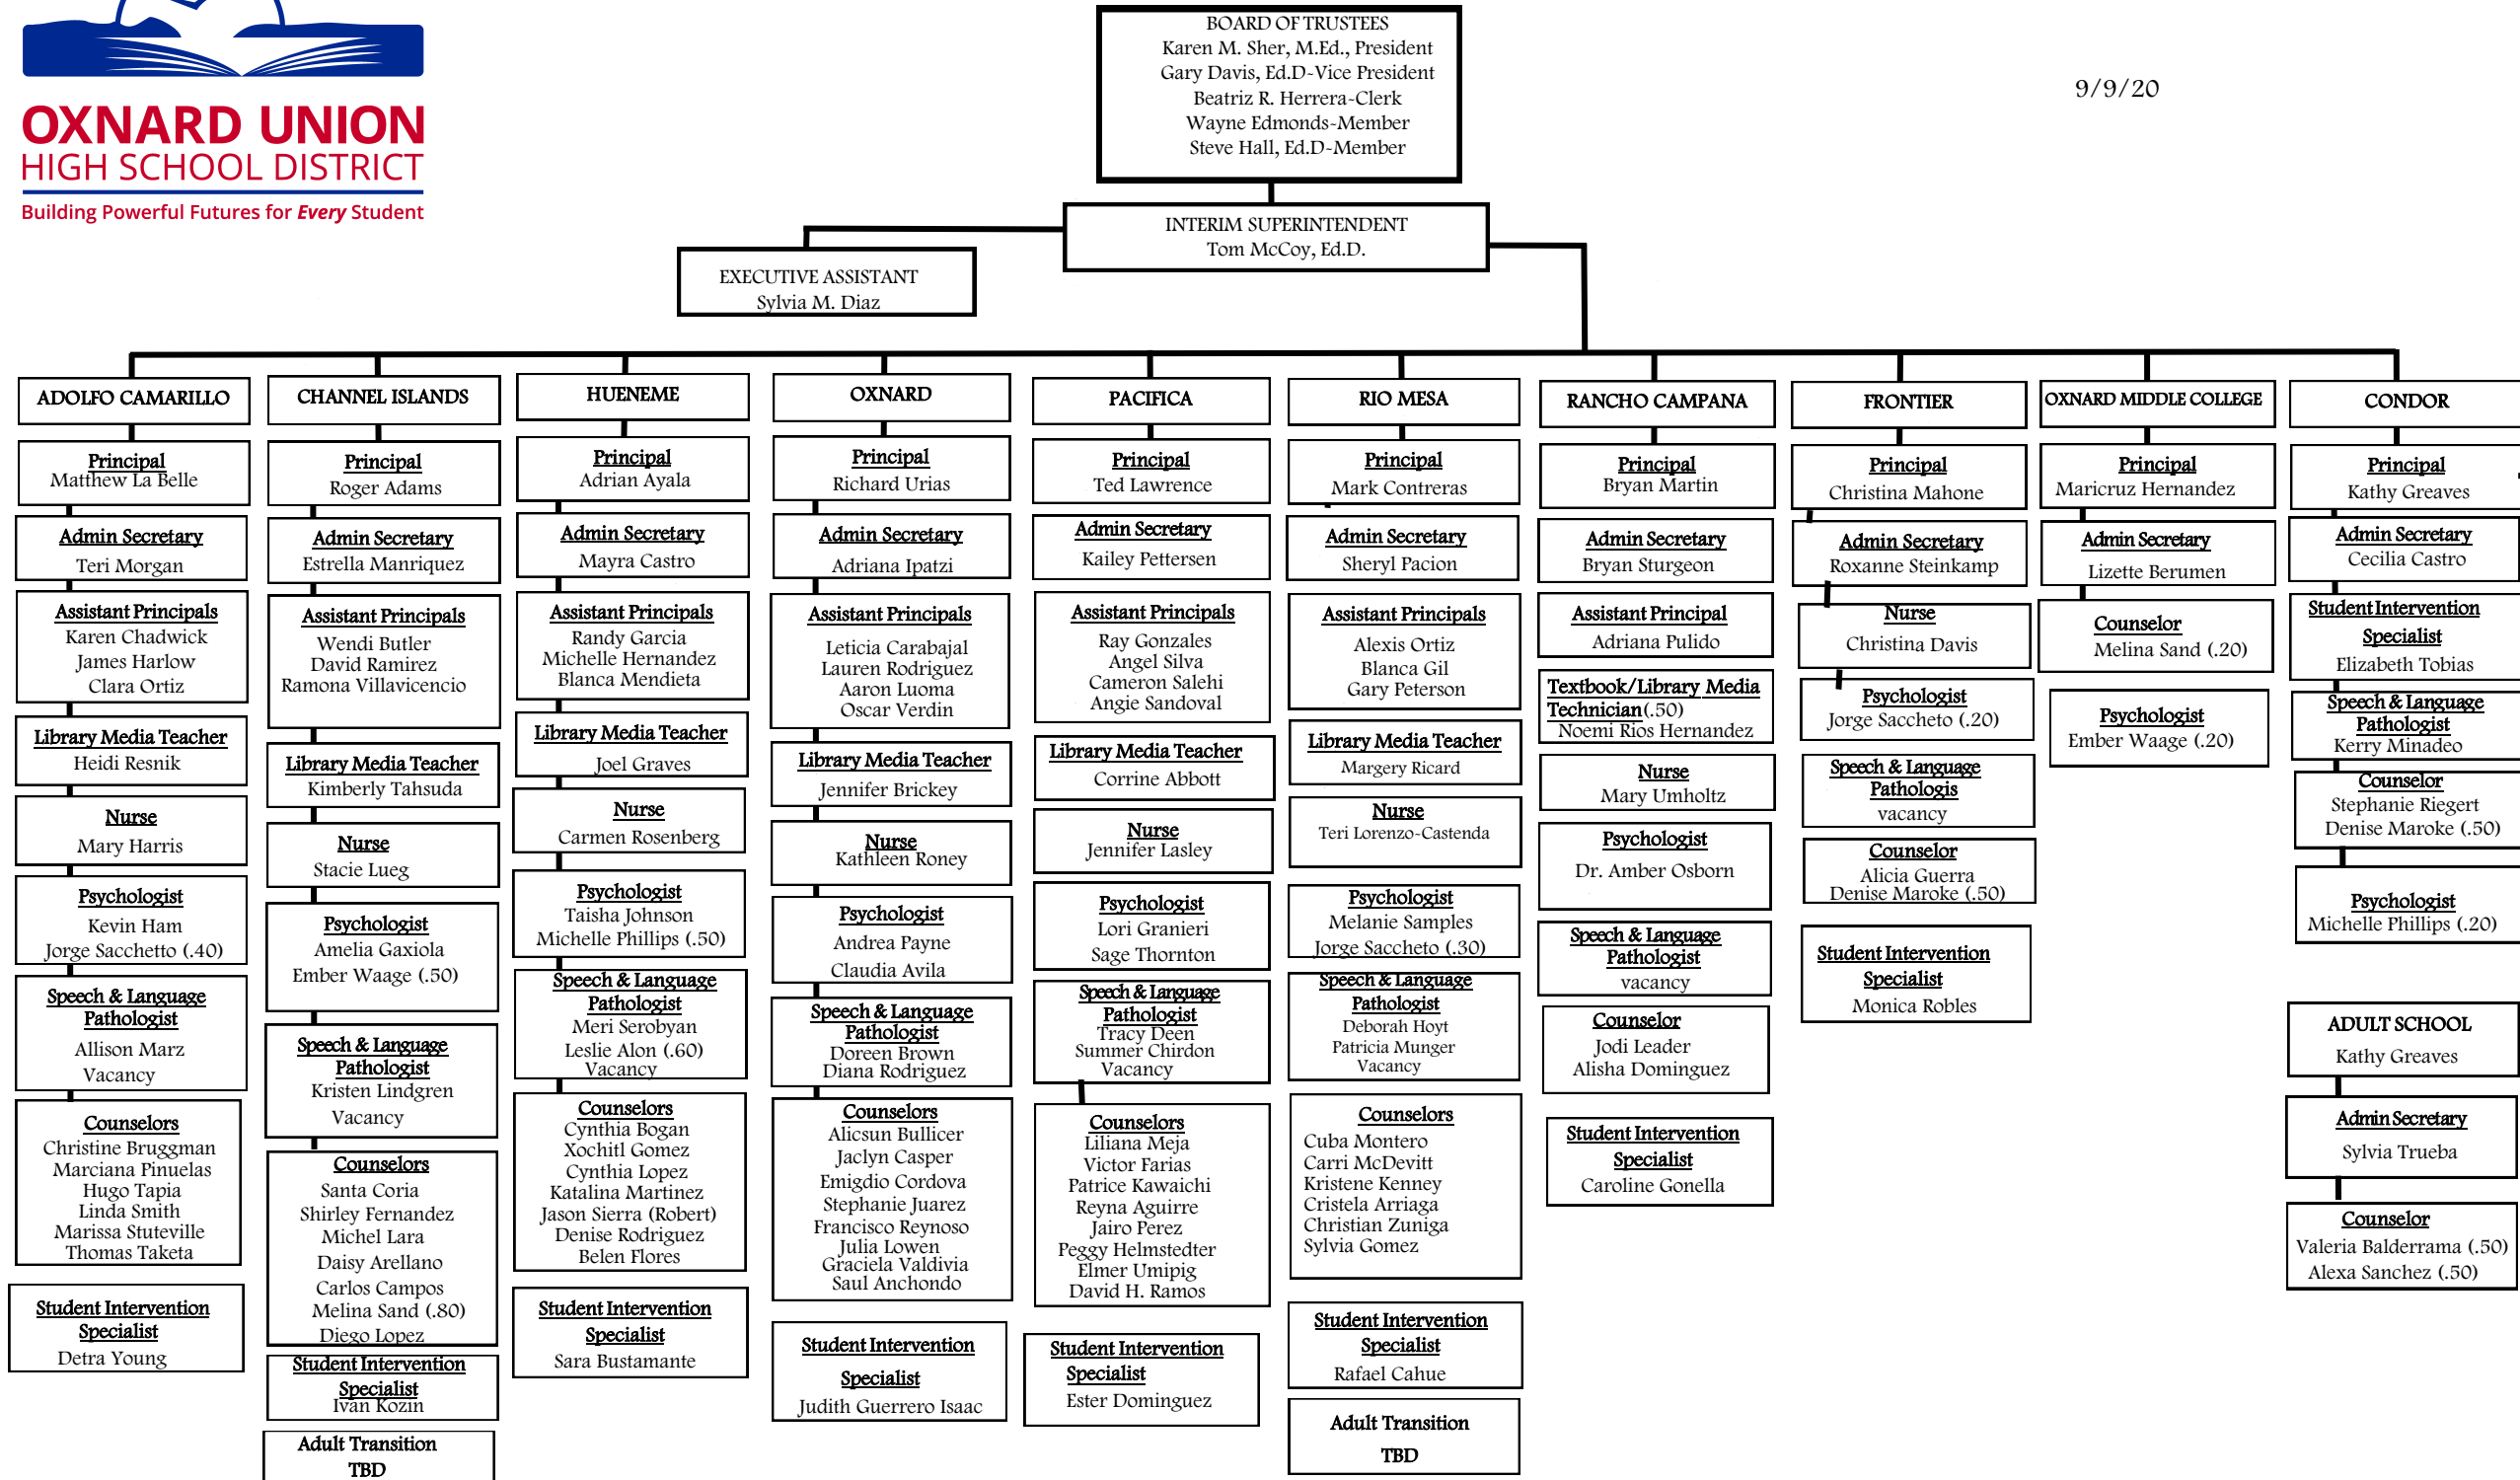 OXNARD UNION
HIGH SCHOOL DISTRICT
Building Powerful Futures for Every Student
BOARD OF TRUSTEES
Karen M. Sher, M.Ed., President
Gary Davis, Ed.D-Vice President
Beatriz R. Herrera-Clerk
Wayne Edmonds-Member
Steve Hall, Ed.D-Member
9/9/20
INTERIM SUPERINTENDENT
Tom McCoy, Ed.D.
EXECUTIVE ASSISTANT
Sylvia M. Diaz
ADOLFO CAMARILLO
Principal
Matthew La Belle
Admin Secretary
Teri Morgan
Assistant Principals
Karen Chadwick
James Harlow
Clara Ortiz
Library Media Teacher
Heidi Resnik
Nurse
Mary Harris
Psychologist
Kevin Ham
Jorge Sacchetto (.40)
Speech & Language
Pathologist
Allison Marz
Vacancy
Counselors
Christine Bruggman
Marciana Pinuelas
Hugo Tapia
Linda Smith
Marissa Stuteville
Thomas Taketa
Student Intervention
Specialist
Detra Young
CHANNEL ISLANDS
Principal
Roger Adams
Admin Secretary
Estrella Manriquez
Assistant Principals
Wendi Butler
David Ramirez
Ramona Villavicencio
Library Media Teacher
Kimberly Tahsuda
Nurse
Stacie Lueg
Psychologist
Amelia Gaxiola
Ember Waage (.50)
Speech & Language
Pathologist
Kristen Lindgren
Vacancy
Counselors
Santa Coria
Shirley Fernandez
Michel Lara
Daisy Arellano
Carlos Campos
Melina Sand (.80)
Diego Lopez
Student Intervention
Specialist
Ivan Kozin
Adult Transition
TBD
HUENEME
Principal
Adrian Ayala
Admin Secretary
Mayra Castro
Assistant Principals
Randy Garcia
Michelle Hernandez
Blanca Mendieta
Library Media Teacher
Joel Graves
Nurse
Carmen Rosenberg
Psychologist
Taisha Johnson
Michelle Phillips (.50)
Speech & Language
Pathologist
Meri Serobyan
Leslie Alon (.60)
Vacancy
Counselors
Cynthia Bogan
Xochitl Gomez
Cynthia Lopez
Katalina Martinez
Jason Sierra (Robert)
Denise Rodriguez
Belen Flores
Student Intervention
Specialist
Sara Bustamante
OXNARD
Principal
Richard Urias
Admin Secretary
Adriana Ipatzi
Assistant Principals
Leticia Carabajal
Lauren Rodriguez
Aaron Luoma
Oscar Verdin
Library Media Teacher
Jennifer Brickey
Nurse
Kathleen Roney
Psychologist
Andrea Payne
Claudia Avila
Speech & Language
Pathologist
Doreen Brown
Diana Rodriguez
Counselors
Alicsun Bullicer
Jaclyn Casper
Emigdio Cordova
Stephanie Juarez
Francisco Reynoso
Julia Lowen
Graciela Valdivia
Saul Anchondo
Student Intervention
Specialist
Judith Guerrero Isaac
PACIFICA
Principal
Ted Lawrence
Admin Secretary
Kailey Pettersen
Assistant Principals
Ray Gonzales
Angel Silva
Cameron Salehi
Angie Sandoval
Library Media Teacher
Corrine Abbott
Nurse
Jennifer Lasley
Psychologist
Lori Granieri
Sage Thornton
Speech & Language
Pathologist
Tracy Deen
Summer Chirdon
Vacancy
Counselors
Liliana Meja
Victor Farias
Patrice Kawaichi
Reyna Aguirre
Jairo Perez
Peggy Helmstedter
Elmer Umipig
David H. Ramos
Student Intervention
Specialist
Ester Dominguez
RIO MESA
Principal
Mark Contreras
Admin Secretary
Sheryl Pacion
Assistant Principals
Alexis Ortiz
Blanca Gil
Gary Peterson
Library Media Teacher
Margery Ricard
Nurse
Teri Lorenzo-Castenda
Psychologist
Melanie Samples
Jorge Saccheto (.30)
Speech & Language
Pathologist
Deborah Hoyt
Patricia Munger
Vacancy
Counselors
Cuba Montero
Carri McDevitt
Kristene Kenney
Cristela Arriaga
Christian Zuniga
Sylvia Gomez
Student Intervention
Specialist
Rafael Cahue
Adult Transition
TBD
RANCHO CAMPANA
Principal
Bryan Martin
Admin Secretary
Bryan Sturgeon
Assistant Principal
Adriana Pulido
Textbook/Library Media
Technician(.50)
Noemi Rios Hernandez
Nurse
Mary Umholtz
Psychologist
Dr. Amber Osborn
Speech & Language
Pathologist
vacancy
Counselor
Jodi Leader
Alisha Dominguez
Student Intervention
Specialist
Caroline Gonella
FRONTIER
Principal
Christina Mahone
Admin Secretary
Roxanne Steinkamp
Nurse
Christina Davis
Psychologist
Jorge Saccheto (.20)
Speech & Language
Pathologis
vacancy
Counselor
Alicia Guerra
Denise Maroke (.50)
Student Intervention
Specialist
Monica Robles
OXNARD MIDDLE COLLEGE
Principal
Maricruz Hernandez
Admin Secretary
Lizette Berumen
Counselor
Melina Sand (.20)
Psychologist
Ember Waage (.20)
CONDOR
Principal
Kathy Greaves
Admin Secretary
Cecilia Castro
Student Intervention
Specialist
Elizabeth Tobias
Speech & Language
Pathologist
Kerry Minadeo
Counselor
Stephanie Riegert
Denise Maroke (.50)
Psychologist
Michelle Phillips (.20)
ADULT SCHOOL
Kathy Greaves
Admin Secretary
Sylvia Trueba
Counselor
Valeria Balderrama (.50)
Alexa Sanchez (.50)